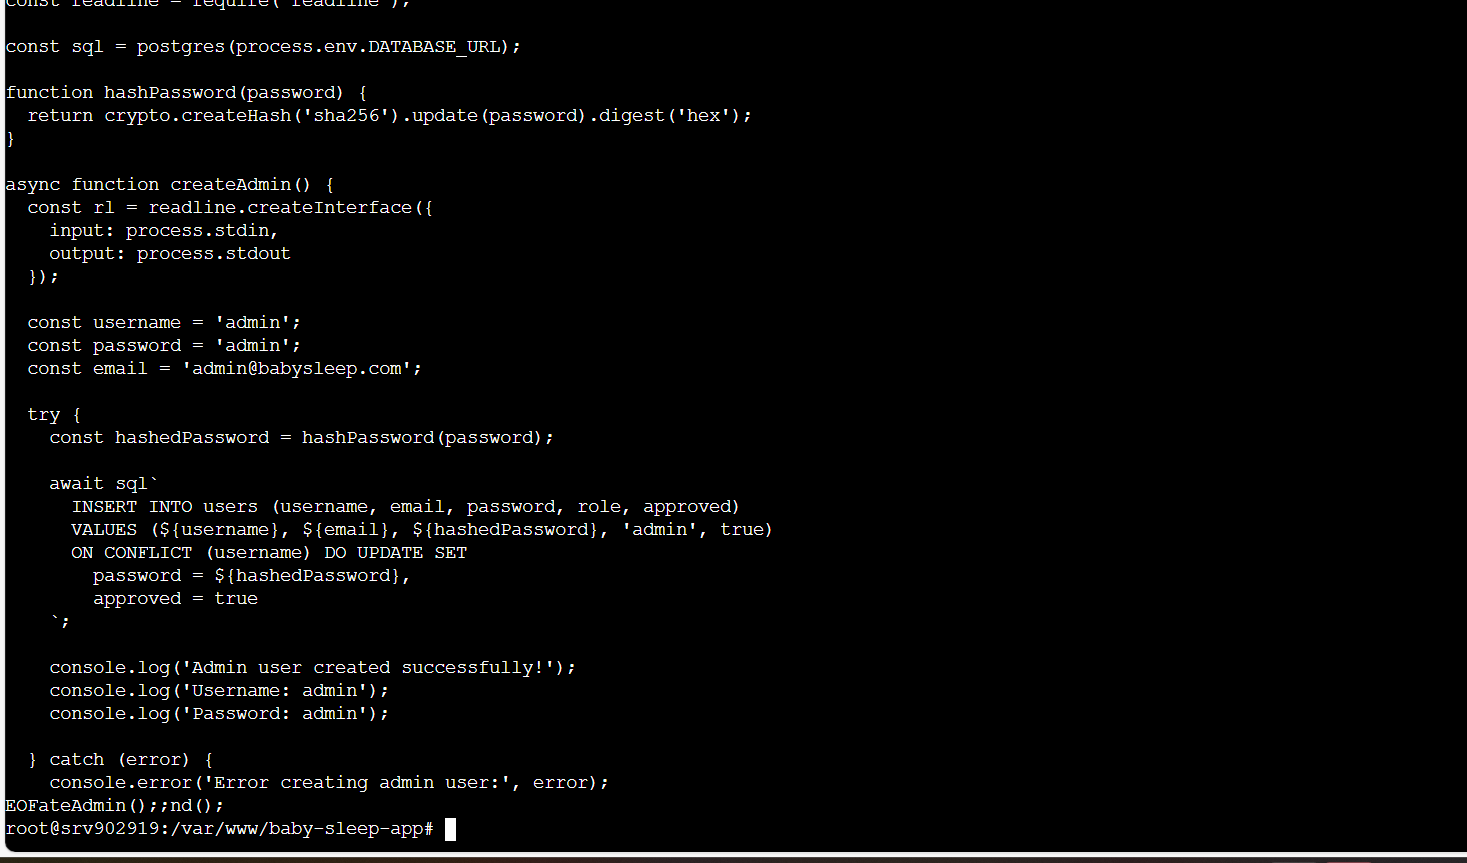 const readline = require('readline');
const sql = postgres(process.env.DATABASE_URL);
function hashPassword(password) {
  return crypto.createHash('sha256').update(password).digest('hex');
}
async function createAdmin() {
  const rl = readline.createInterface({
    input: process.stdin,
    output: process.stdout
  });
  const username = 'admin';
  const password = 'admin';
  const email = 'admin@babysleep.com';
  try {
    const hashedPassword = hashPassword(password);
    await sql`
      INSERT INTO users (username, email, password, role, approved)
      VALUES (${username}, ${email}, ${hashedPassword}, 'admin', true)
      ON CONFLICT (username) DO UPDATE SET
        password = ${hashedPassword},
        approved = true
    `;
    console.log('Admin user created successfully!');
    console.log('Username: admin');
    console.log('Password: admin');
  } catch (error) {
    console.error('Error creating admin user:', error);
EOFateAdmin();;nd();
root@srv902919:/var/www/baby-sleep-app#